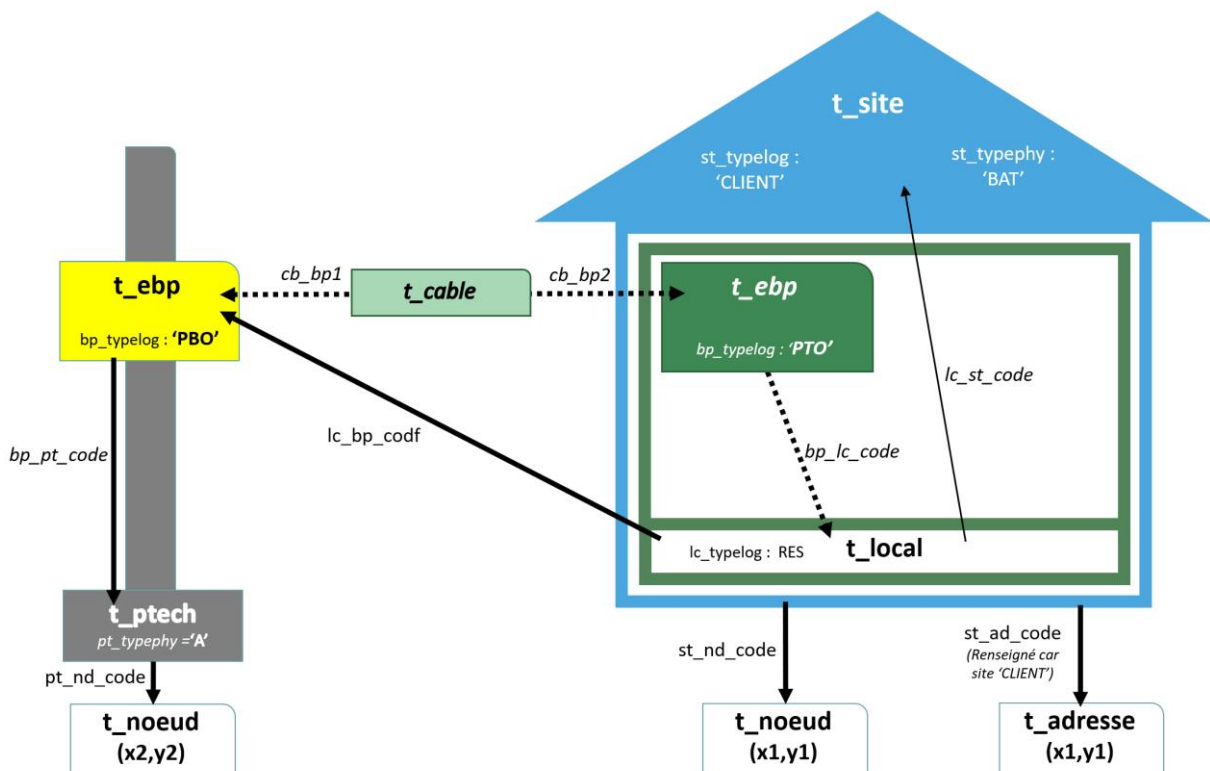 t_site
st_typelog :
‘CLIENT’
st_typephy :
‘BAT’
t_ebp
bp_typelog : ‘PBO’
cb_bp1
t_cable
cb_bp2
t_ebp
bp_typelog : ‘PTO’
lc_st_code
bp_pt_code
lc_bp_codf
bp_lc_code
lc_typelog : RES
t_local
t_ptech
pt_typephy =‘A’
pt_nd_code
st_nd_code
st_ad_code
(Renseigné car
site ‘CLIENT’)
t_noeud
(x2,y2)
t_noeud
(x1,y1)
t_adresse
(x1,y1)